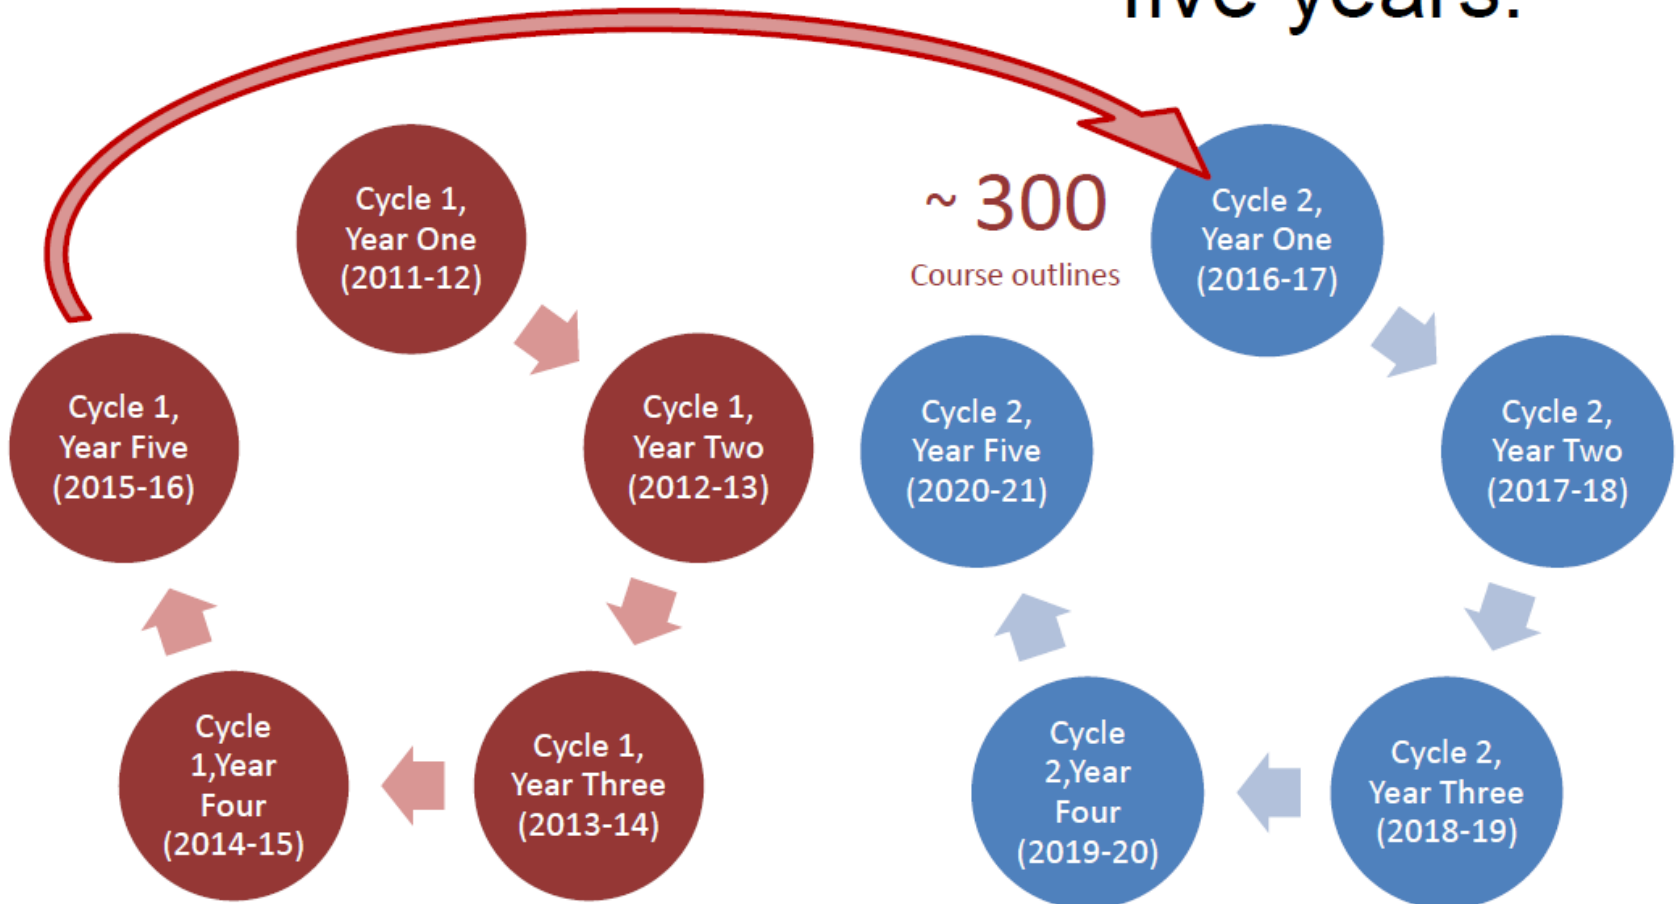 five years.
Cycle 1,
Year One
(2011-12)
Cycle 1,
Year Two
(2012-13)
Cycle 1,
Year Three
(2013-14)
Cycle
1,Year
Four
(2014-15)
Cycle 1,
Year Five
(2015-16)
~ 300
Course outlines
Cycle 2,
Year One
(2016-17)
Cycle 2,
Year Two
(2017-18)
Cycle 2,
Year Three
(2018-19)
Cycle
2,Year
Four
(2019-20)
Cycle 2,
Year Five
(2020-21)